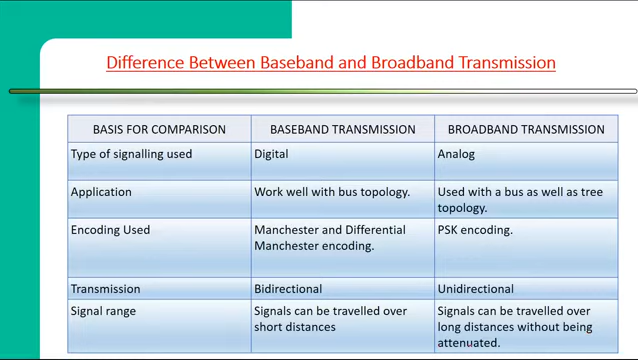 Difference Between Baseband and Broadband Transmission
BASIS FOR COMPARISON BASEBAND TRANSMISSION BROADBAND TRANSMISSION
Type of signalling used Digital Analog
Application Work well with bus topology. Used with a bus as well as tree
topology.
Encoding Used Manchester and Differential PSK encoding.
Manchester encoding.
Transmission Bidirectional Unidirectional
Signal range Signals can be travelled over Signals can be travelled over
short distances long distances without being
attenuated.